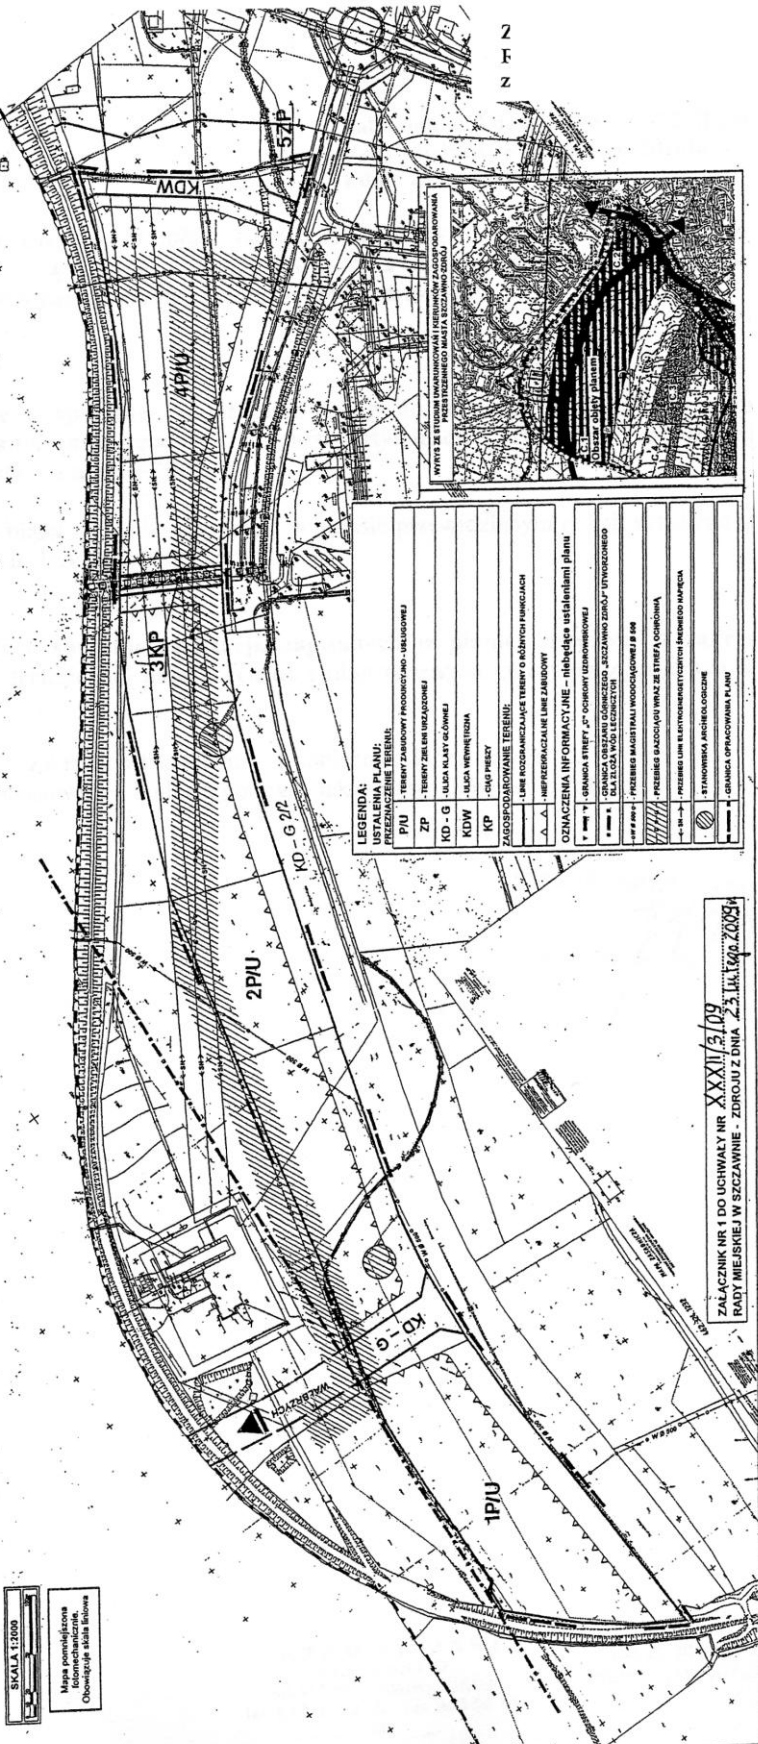 Z
F
z
SKALA 1:2000
Mapa pomniejszona
fotomechanicznie.
Obowiązuje skala liniowa
KDW
5ZP
4P/U
3KP
KD - G 2/2
2P/U
W Ø 500
KD - G
WAŁBRZYCH
1P/U
W Ø 500
WYRYS ZE STUDIUM UWARUNKOWAŃ I KIERUNKÓW ZAGOSPODAROWANIA
PRZESTRZENNEGO MIASTA SZCZAWNO-ZDRÓJ
C.1
Obszar objęty planem
C.4
LEGENDA:
USTALENIA PLANU:
PRZEZNACZENIE TERENU:
P/U - TERENY ZABUDOWY PRODUKCYJNO - USŁUGOWEJ
ZP - TERENY ZIELENI URZĄDZONEJ
KD - G - ULICA KLASY GŁÓWNEJ
KDW - ULICA WEWNĘTRZNA
KP - CIĄG PIESZY
ZAGOSPODAROWANIE TERENU:
- LINIE ROZGRANICZAJĄCE TERENY O RÓŻNYCH FUNKCJACH
- NIEPRZEKRACZALNE LINIE ZABUDOWY
OZNACZENIA INFORMACYJNE – niebędące ustaleniami planu
- GRANICA STREFY „C" OCHRONY UZDROWISKOWEJ
- GRANICA OBSZARU GÓRNICZEGO „SZCZAWNO ZDRÓJ" UTWORZONEGO
DLA ZŁOŻA WÓD LECZNICZYCH
- PRZEBIEG MAGISTRALI WODOCIĄGOWEJ Ø 500
- PRZEBIEG GAZOCIĄGU WRAZ ZE STREFĄ OCHRONNĄ
- PRZEBIEG LINII ELEKTROENERGETYCZNYCH ŚREDNIEGO NAPIĘCIA
- STANOWISKA ARCHEOLOGICZNE
- GRANICA OPRACOWANIA PLANU
ZAŁĄCZNIK NR 1 DO UCHWAŁY NR XXXII/3/09
RADY MIEJSKIEJ W SZCZAWNIE - ZDROJU Z DNIA 23 lutego 2009r